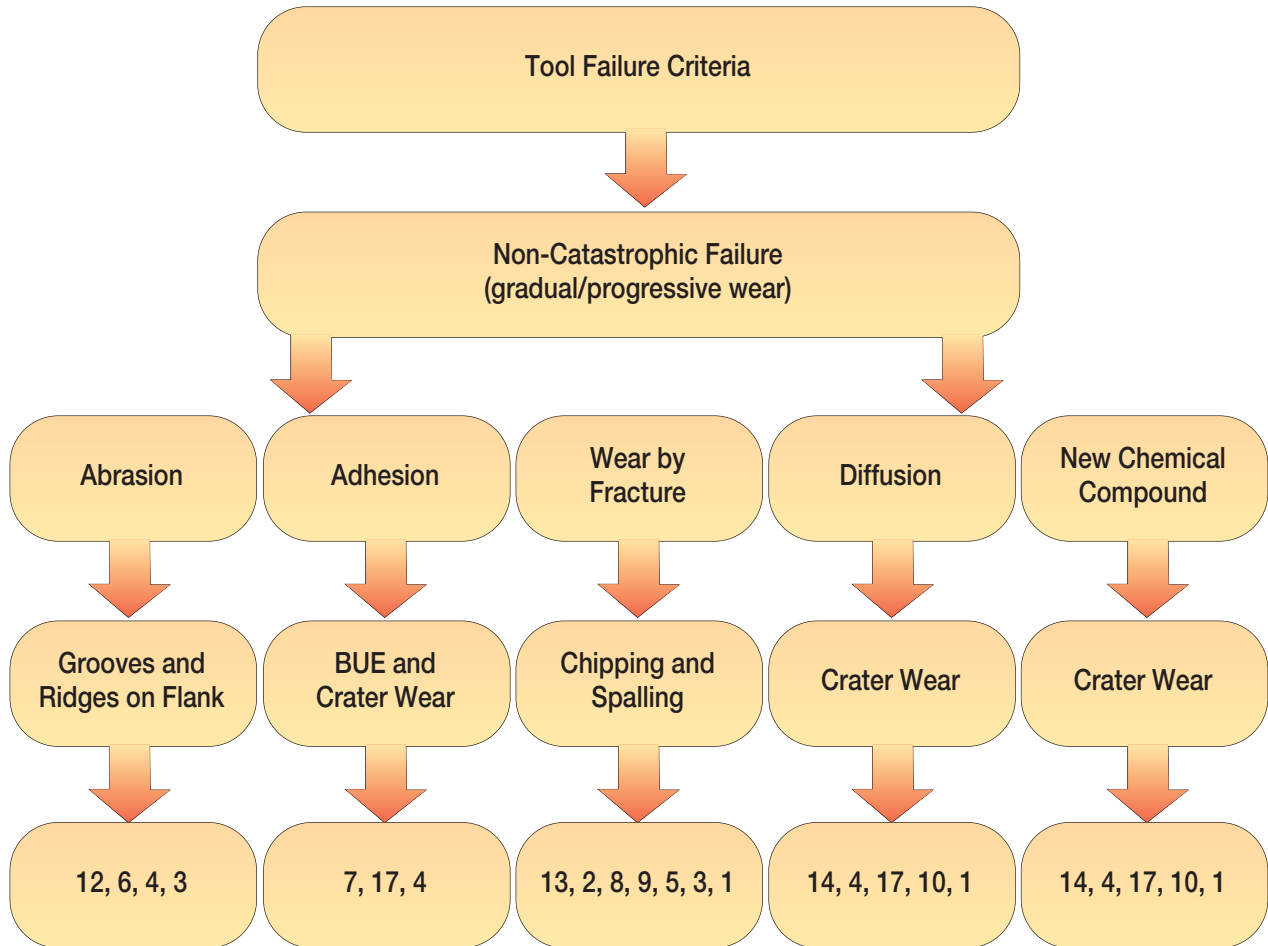 Tool Failure Criteria
Non-Catastrophic Failure
(gradual/progressive wear)
Abrasion
Adhesion
Wear by
Fracture
Diffusion
New Chemical
Compound
Grooves and
Ridges on Flank
BUE and
Crater Wear
Chipping and
Spalling
Crater Wear
Crater Wear
12, 6, 4, 3
7, 17, 4
13, 2, 8, 9, 5, 3, 1
14, 4, 17, 10, 1
14, 4, 17, 10, 1